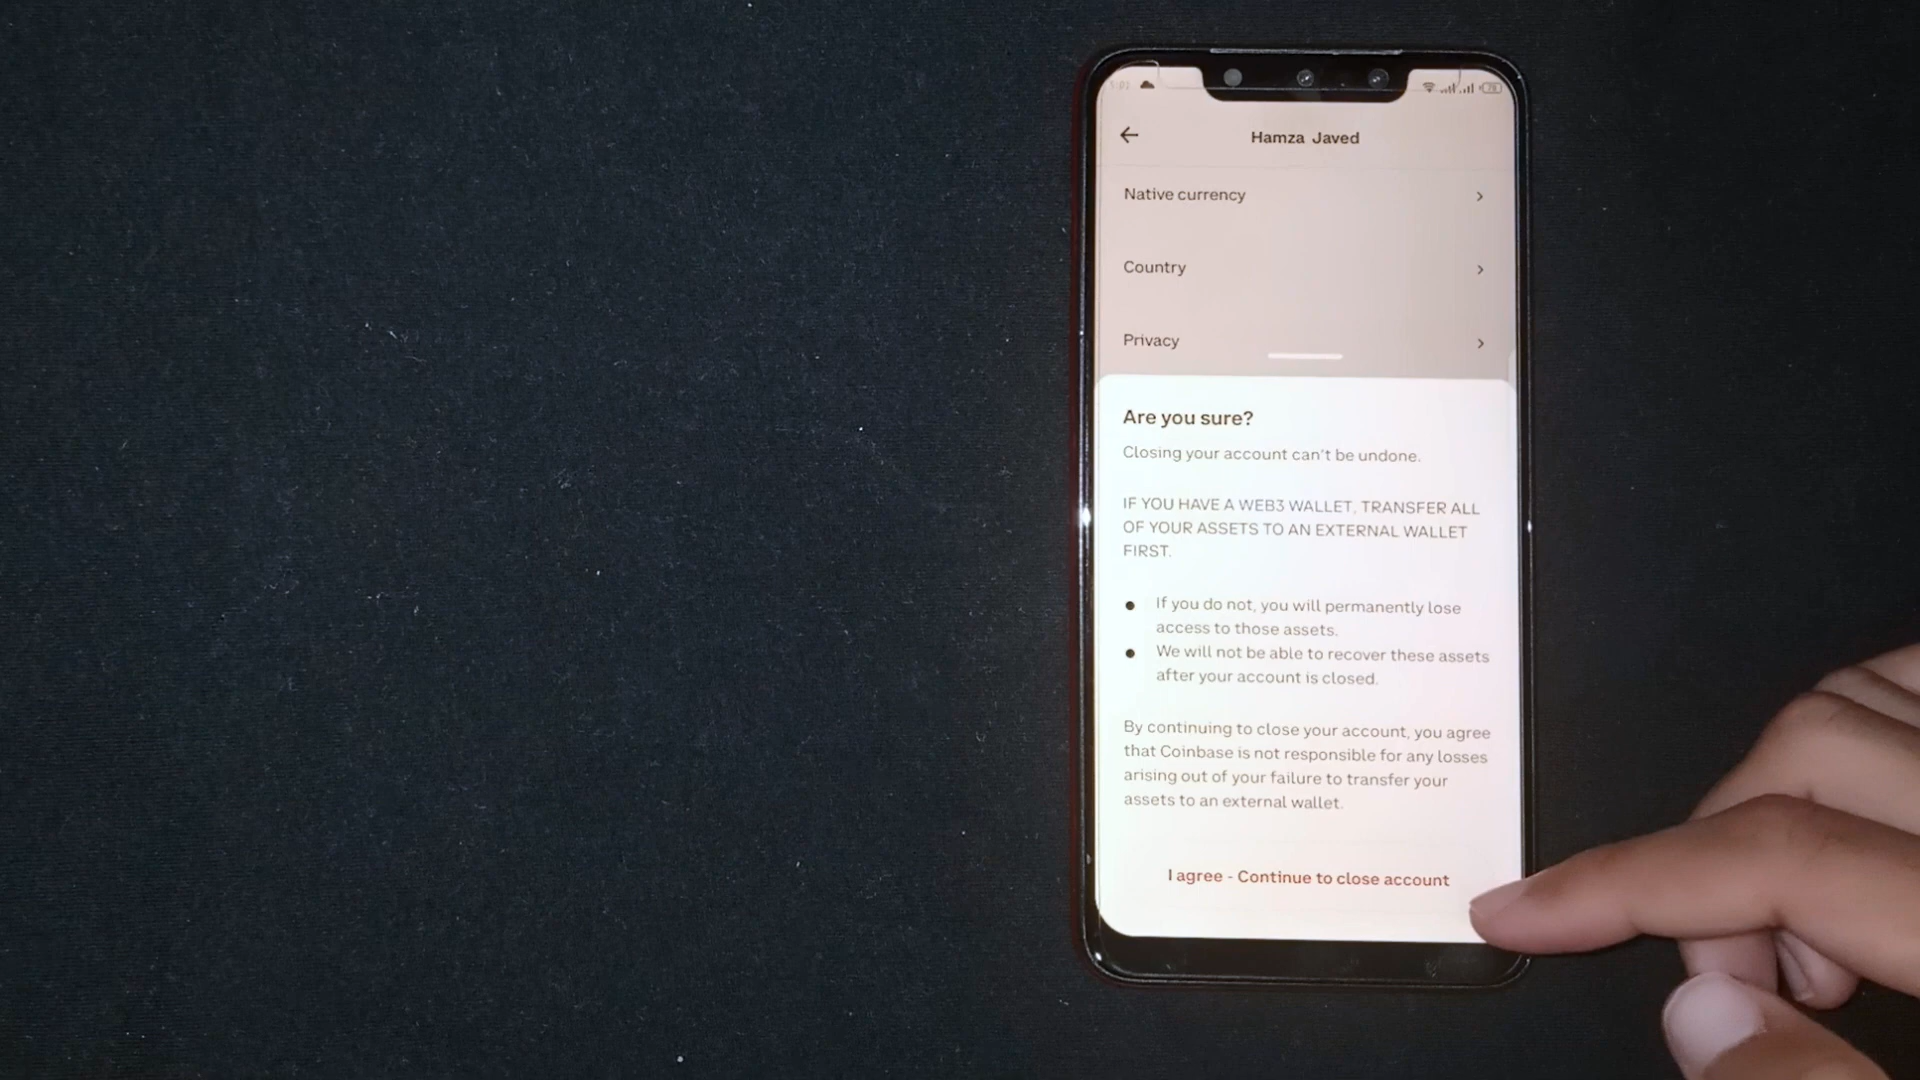 Hamza Javed
Native currency
Country
Privacy
Are you sure?
Closing your account can't be undone.
IF YOU HAVE A WEB3 WALLET, TRANSFER ALL
OF YOUR ASSETS TO AN EXTERNAL WALLET
FIRST.
If you do not, you will permanently lose
access to those assets.
We will not be able to recover these assets
after your account is closed.
By continuing to close your account, you agree
that Coinbase is not responsible for any losses
arising out of your failure to transfer your
assets to an external wallet.
I agree - Continue to close account